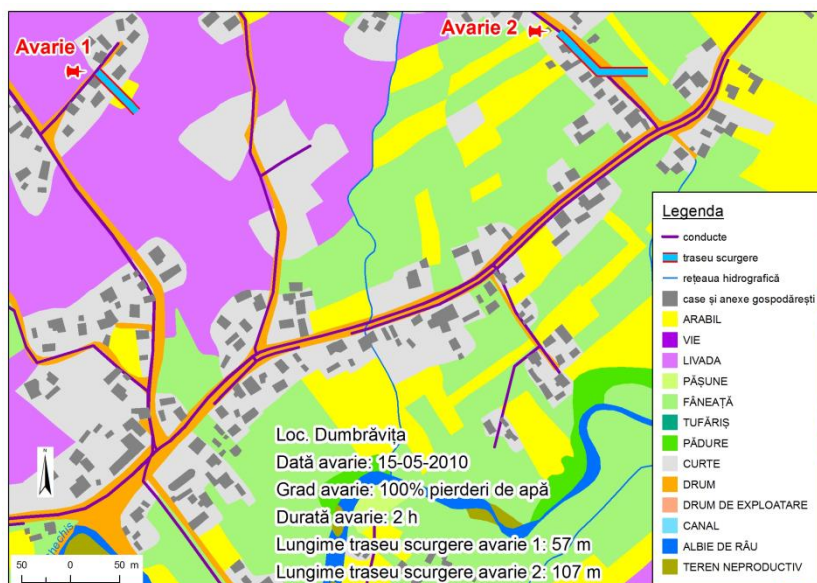 Avarie 1
Avarie 2
Legenda
conducte
traseu scurgere
rețeaua hidrografică
case și anexe gospodărești
ARABIL
VIE
LIVADA
PĂȘUNE
FÂNEAȚĂ
TUFĂRIȘ
PĂDURE
CURTE
DRUM
DRUM DE EXPLOATARE
CANAL
ALBIE DE RÂU
TEREN NEPRODUCTIV
Loc. Dumbrăvița
Dată avarie: 15-05-2010
Grad avarie: 100% pierderi de apă
Durată avarie: 2 h
Lungime traseu scurgere avarie 1: 57 m
Lungime traseu scurgere avarie 2: 107 m
N
50 0 50 m